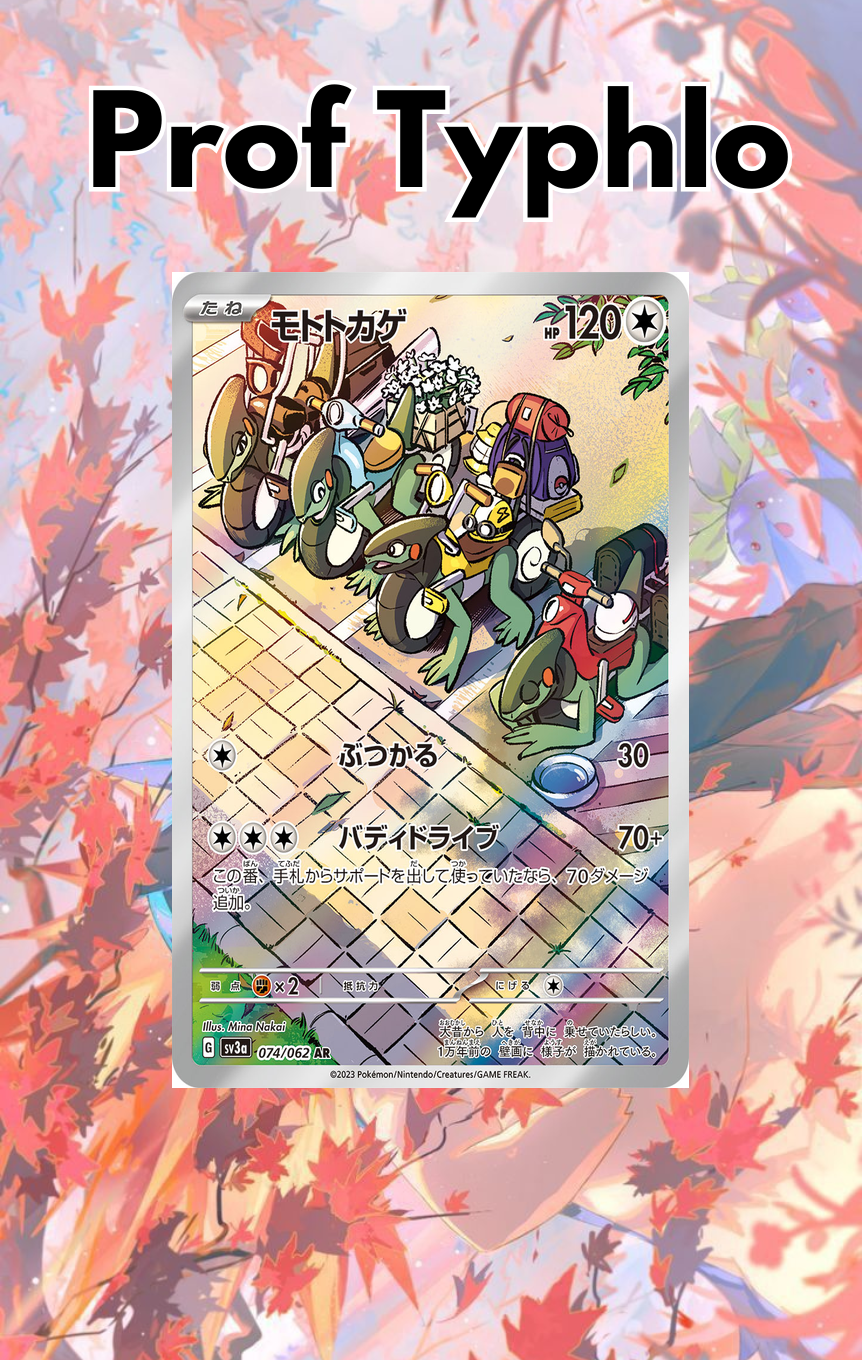 Prof Typhlo
たね
モトトカゲ
HP 120
ぶつかる 30
バディドライブ 70+
この番、手札からサポートを出して使っていたなら、70ダメージ
追加。
弱点 ×2 抵抗力 にげる
Illus. Mina Nakai
G sv3a 074/062 AR
大昔から 人を 背中に 乗せていたらしい。
1万年前の 壁画に 様子が 描かれている。
©2023 Pokémon/Nintendo/Creatures/GAME FREAK.